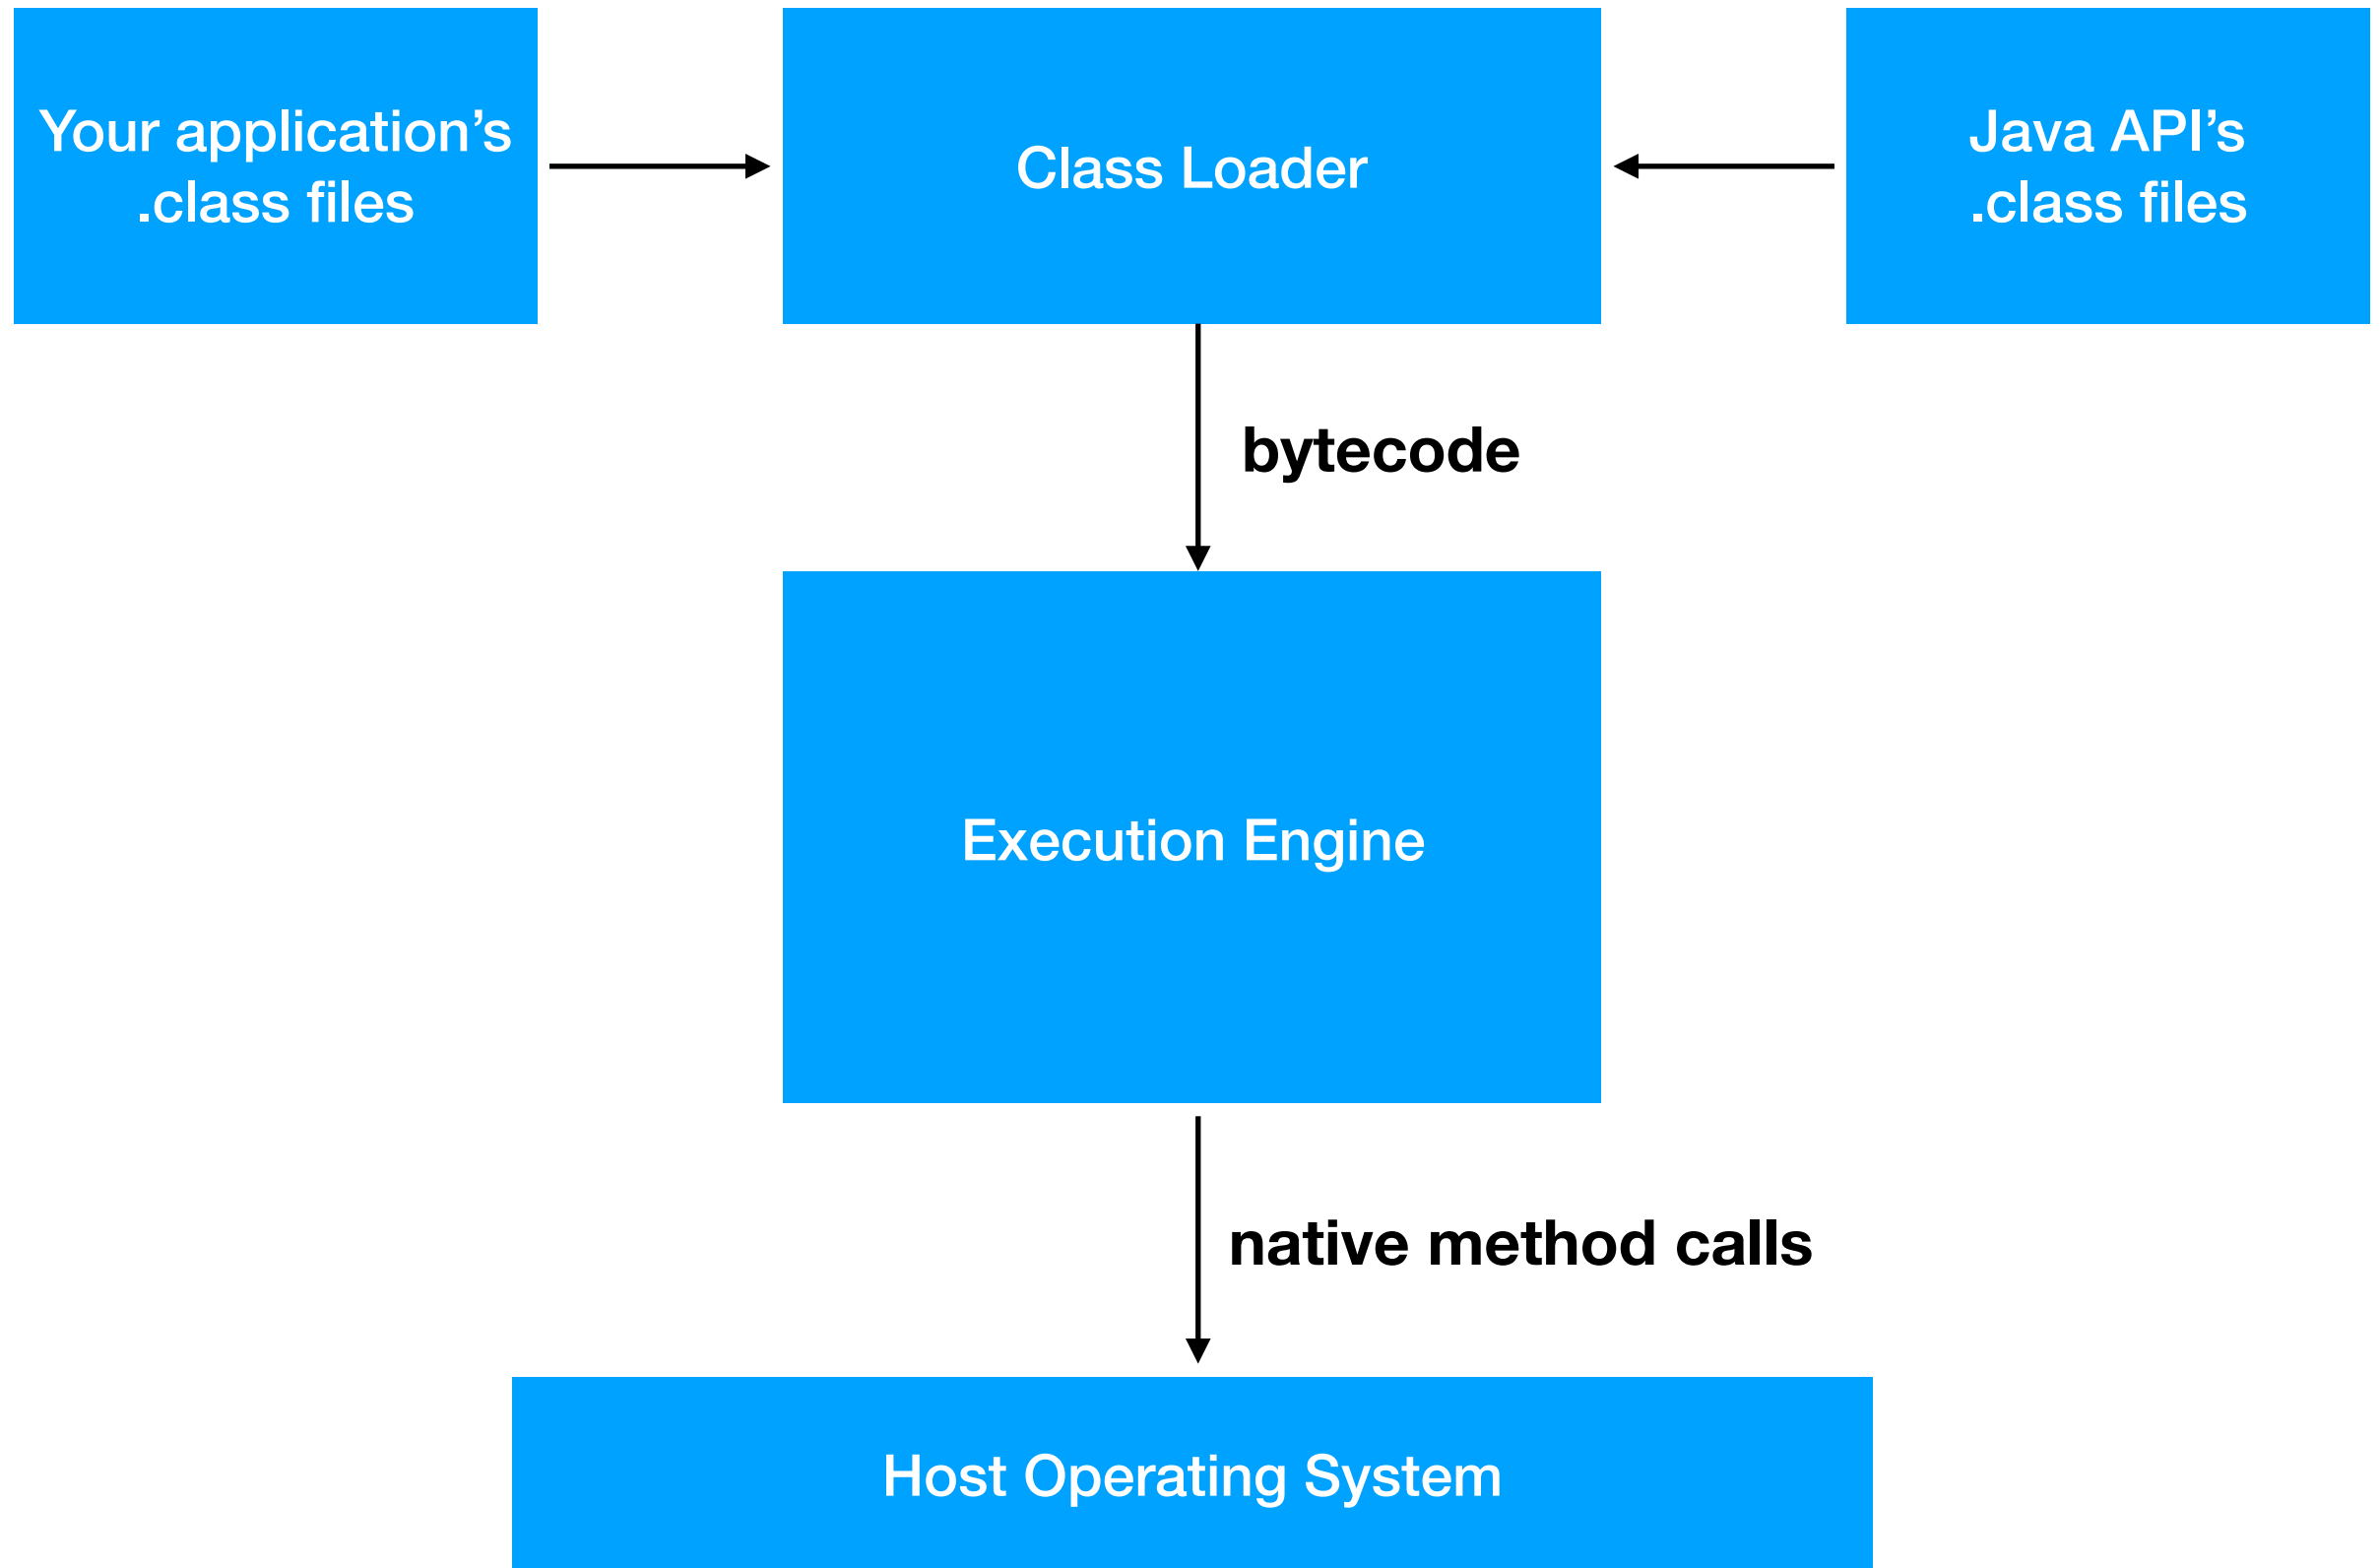 Your application’s
.class files
Class Loader
Java API’s
.class files
bytecode
Execution Engine
native method calls
Host Operating System